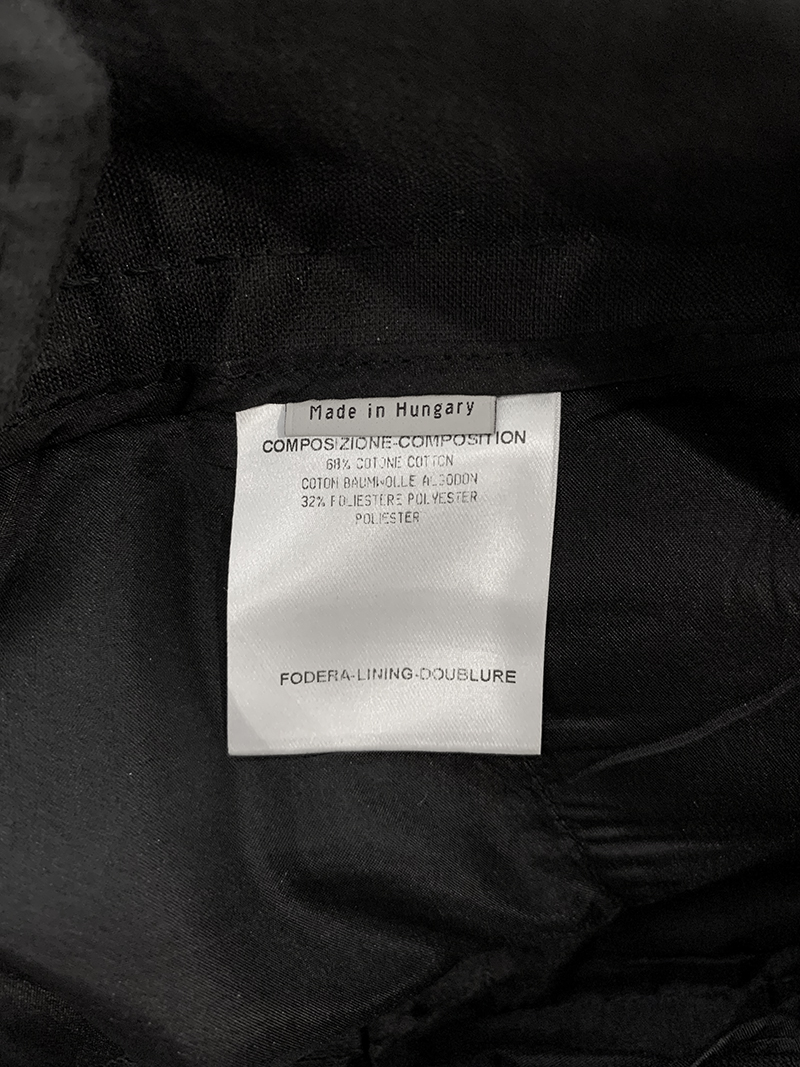 Made in Hungary
COMPOSIZIONE-COMPOSITION
68% COTONE COTTON
COTON BAUMWOLLE ALGODON
32% POLIESTERE POLYESTER
POLIESTER
FODERA-LINING-DOUBLURE